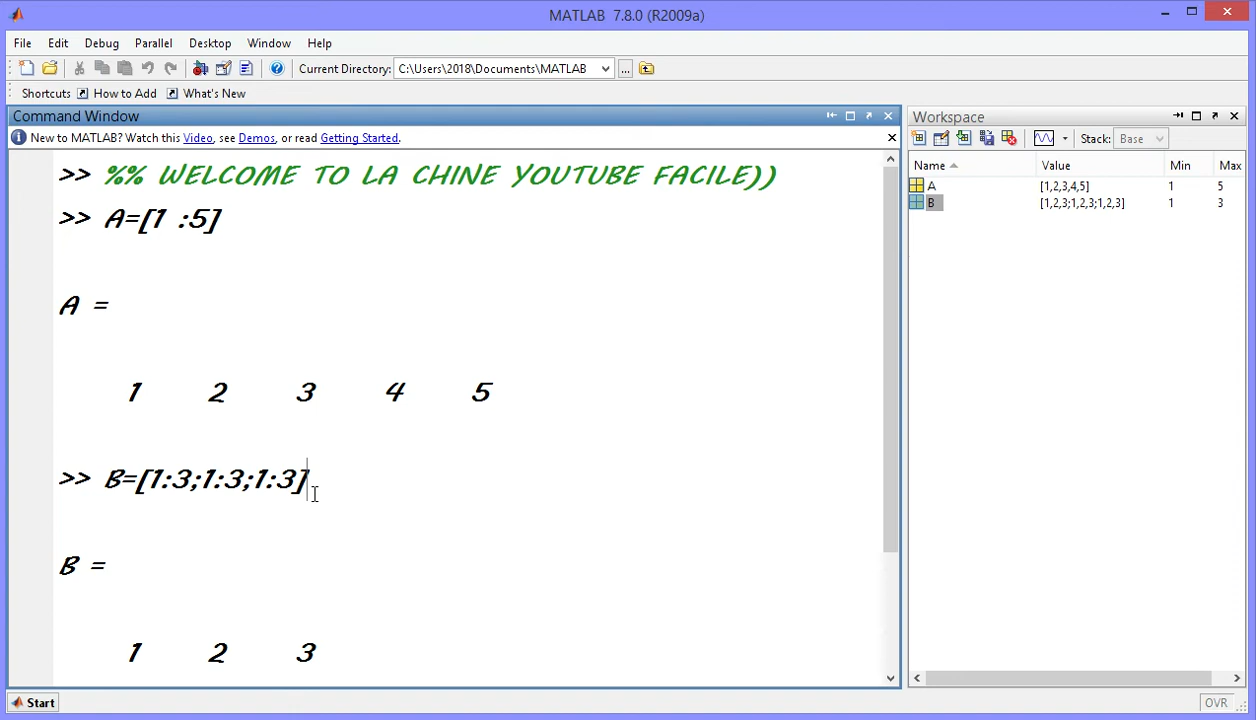 MATLAB 7.8.0 (R2009a)
File Edit Debug Parallel Desktop Window Help
Current Directory: C:\Users\2018\Documents\MATLAB ...
Shortcuts How to Add What's New
Command Window
New to MATLAB? Watch this Video, see Demos, or read Getting Started.
>> %% WELCOME TO LA CHINE YOUTUBE FACILE))
>> A=[1 :5]
A =
1 2 3 4 5
>> B=[1:3;1:3;1:3]
B =
1 2 3
Workspace
Stack: Base
Name Value Min Max
A [1,2,3,4,5] 1 5
B [1,2,3;1,2,3;1,2,3] 1 3
Start
OVR